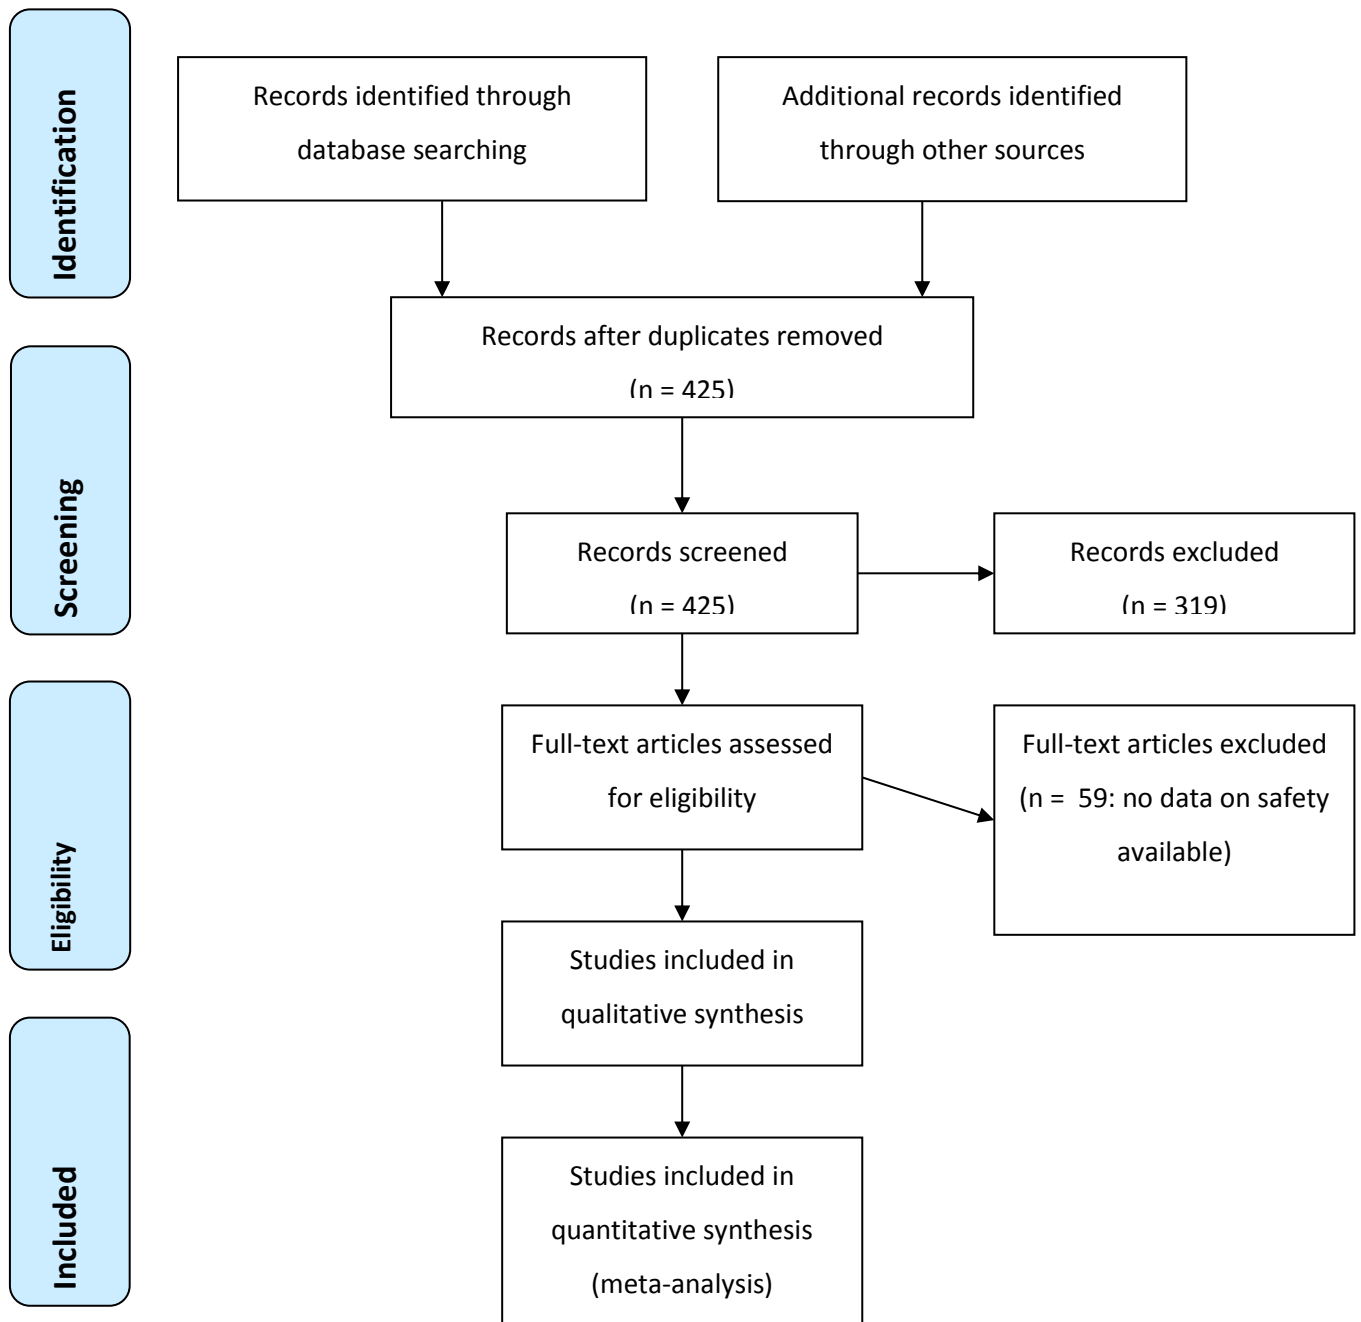 Identification
Records identified through
database searching
Additional records identified
through other sources
Records after duplicates removed
(n = 425)
Screening
Records screened
(n = 425)
Records excluded
(n = 319)
Eligibility
Full-text articles assessed
for eligibility
Full-text articles excluded
(n =  59: no data on safety
available)
Studies included in
qualitative synthesis
Included
Studies included in
quantitative synthesis
(meta-analysis)